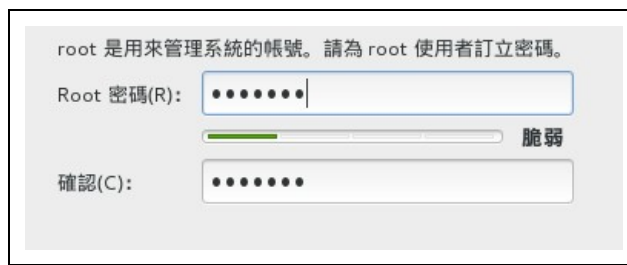 root 是用來管理系統的帳號。請為 root 使用者訂立密碼。
Root 密碼(R): •••••••
脆弱
確認(C): •••••••